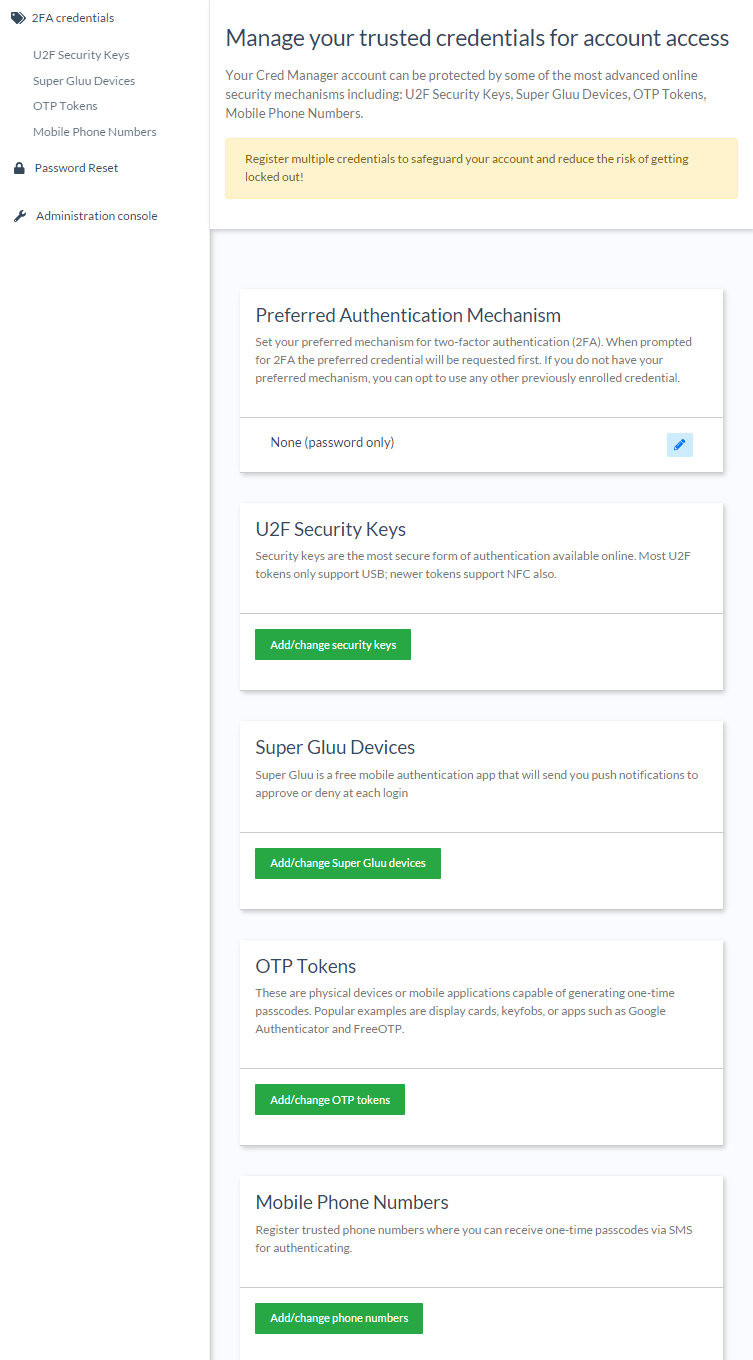 2FA credentials
U2F Security Keys
Super Gluu Devices
OTP Tokens
Mobile Phone Numbers
Password Reset
Administration console
Manage your trusted credentials for account access
Your Cred Manager account can be protected by some of the most advanced online
security mechanisms including: U2F Security Keys, Super Gluu Devices, OTP Tokens,
Mobile Phone Numbers.
Register multiple credentials to safeguard your account and reduce the risk of getting
locked out!
Preferred Authentication Mechanism
Set your preferred mechanism for two-factor authentication (2FA). When prompted
for 2FA the preferred credential will be requested first. If you do not have your
preferred mechanism, you can opt to use any other previously enrolled credential.
None (password only)
U2F Security Keys
Security keys are the most secure form of authentication available online. Most U2F
tokens only support USB; newer tokens support NFC also.
Add/change security keys
Super Gluu Devices
Super Gluu is a free mobile authentication app that will send you push notifications to
approve or deny at each login
Add/change Super Gluu devices
OTP Tokens
These are physical devices or mobile applications capable of generating one-time
passcodes. Popular examples are display cards, keyfobs, or apps such as Google
Authenticator and FreeOTP.
Add/change OTP tokens
Mobile Phone Numbers
Register trusted phone numbers where you can receive one-time passcodes via SMS
for authenticating.
Add/change phone numbers